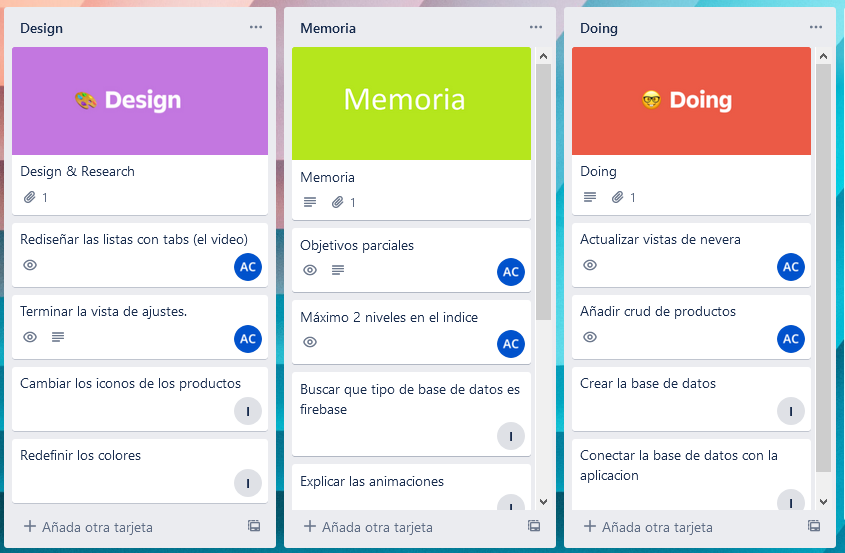 Design
Design
Design & Research
1
Rediseñar las listas con tabs (el video)
AC
Terminar la vista de ajustes.
AC
Cambiar los iconos de los productos
I
Redefinir los colores
I
Añada otra tarjeta
Memoria
Memoria
Memoria
1
Objetivos parciales
AC
Máximo 2 niveles en el indice
AC
Buscar que tipo de base de datos es
firebase
I
Explicar las animaciones
I
Añada otra tarjeta
Doing
Doing
Doing
1
Actualizar vistas de nevera
AC
Añadir crud de productos
AC
Crear la base de datos
I
Conectar la base de datos con la
aplicacion
I
Añada otra tarjeta